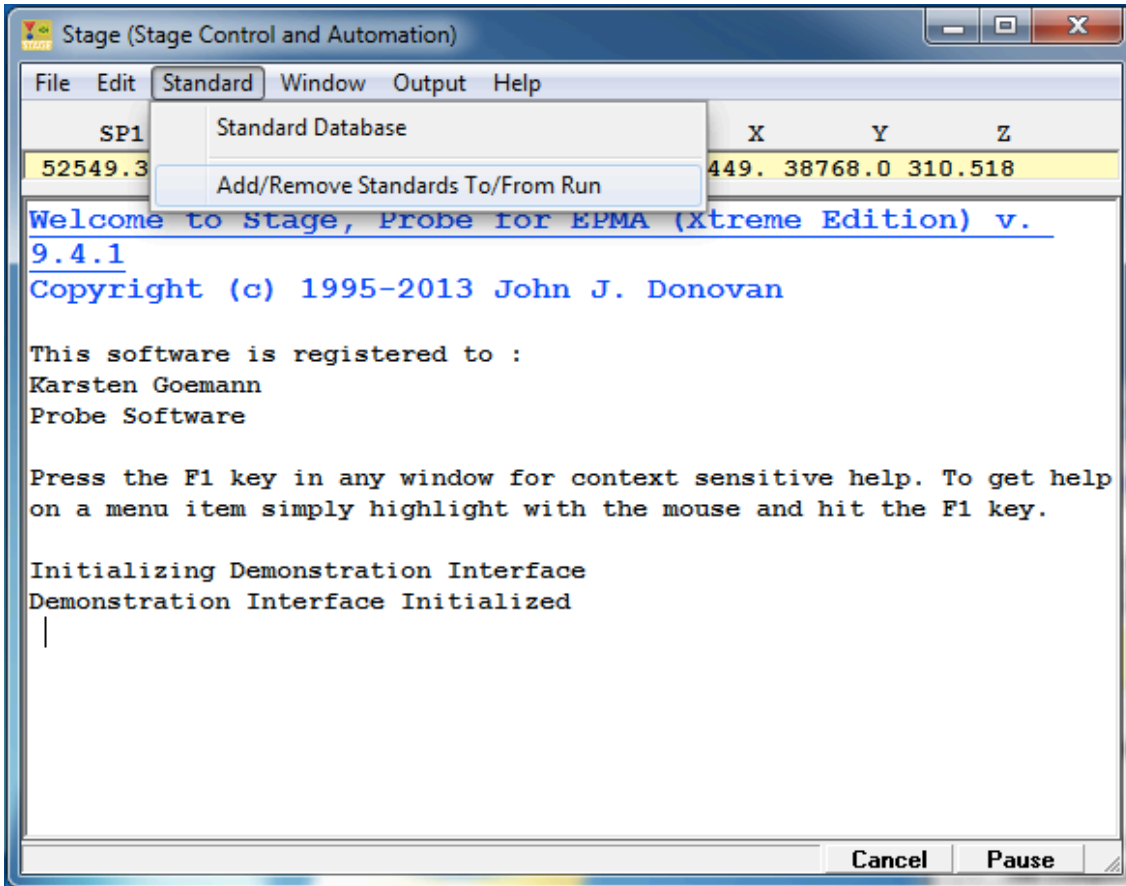 Stage (Stage Control and Automation)
File Edit Standard Window Output Help
Standard Database
SP1 X Y Z
52549.3 449. 38768.0 310.518
Add/Remove Standards To/From Run
Welcome to Stage, Probe for EPMA (Xtreme Edition) v.
9.4.1
Copyright (c) 1995-2013 John J. Donovan
This software is registered to :
Karsten Goemann
Probe Software
Press the F1 key in any window for context sensitive help. To get help
on a menu item simply highlight with the mouse and hit the F1 key.
Initializing Demonstration Interface
Demonstration Interface Initialized
Cancel Pause